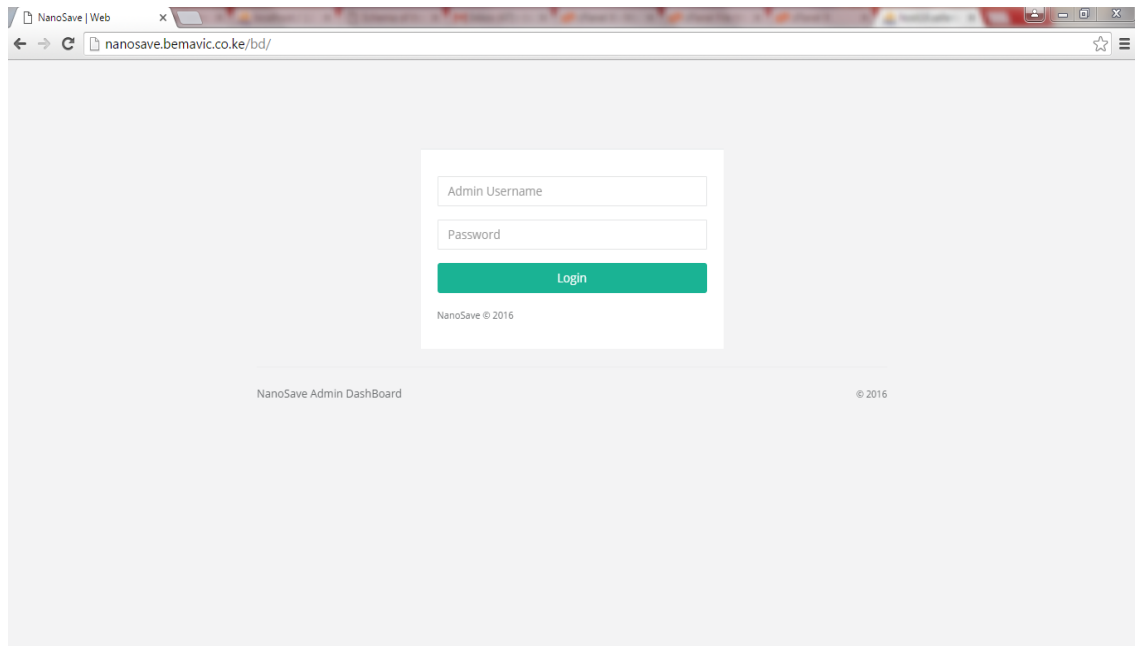 NanoSave | Web
nanosave.bemavic.co.ke/bd/
Admin Username
Password
Login
NanoSave © 2016
NanoSave Admin DashBoard
© 2016